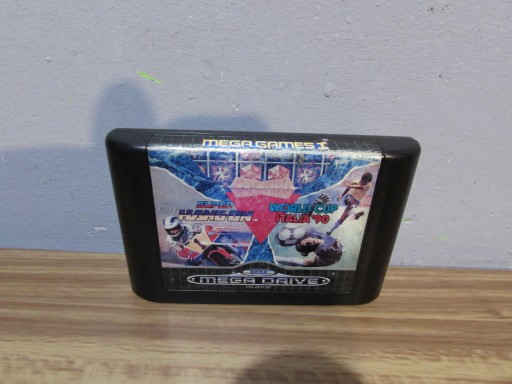 MEGA GAMES I
SUPER
HANG-ON
WORLD CUP
ITALIA '90
SEGA
MEGA DRIVE